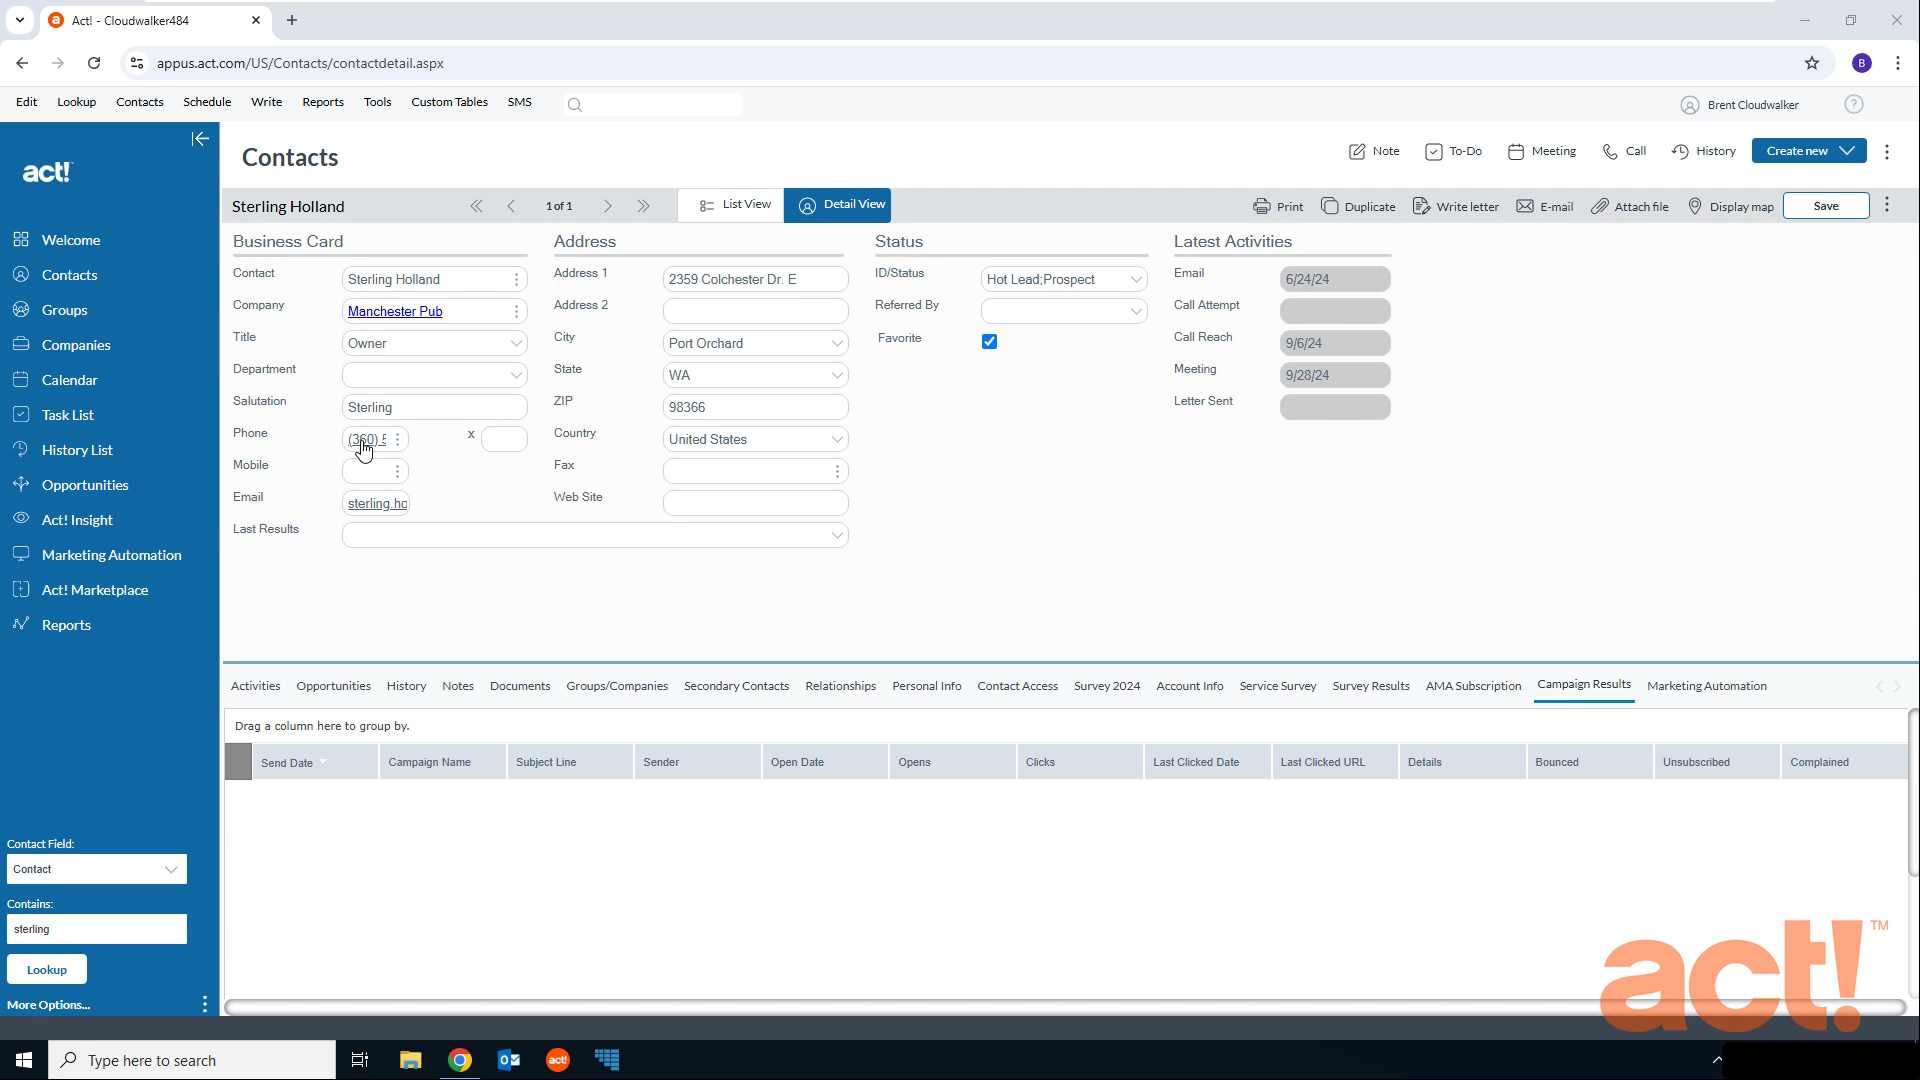 Act! - Cloudwalker484
appus.act.com/US/Contacts/contactdetail.aspx
B
Edit Lookup Contacts Schedule Write Reports Tools Custom Tables SMS
Brent Cloudwalker ?
act!
Contacts
Note To-Do Meeting Call History Create new
Sterling Holland 1 of 1 List View Detail View Print Duplicate Write letter E-mail Attach file Display map Save
Welcome
Contacts
Groups
Companies
Calendar
Task List
History List
Opportunities
Act! Insight
Marketing Automation
Act! Marketplace
Reports
Contact Field:
Contact
Contains:
sterling
Lookup
More Options...
Business Card
Contact Sterling Holland
Company Manchester Pub
Title Owner
Department
Salutation Sterling
Phone (360) x
Mobile
Email sterling.ho
Last Results
Address
Address 1 2359 Colchester Dr. E
Address 2
City Port Orchard
State WA
ZIP 98366
Country United States
Fax
Web Site
Status
ID/Status Hot Lead;Prospect
Referred By
Favorite
Latest Activities
Email 6/24/24
Call Attempt
Call Reach 9/6/24
Meeting 9/28/24
Letter Sent
Activities Opportunities History Notes Documents Groups/Companies Secondary Contacts Relationships Personal Info Contact Access Survey 2024 Account Info Service Survey Survey Results AMA Subscription Campaign Results Marketing Automation
Drag a column here to group by.
Send Date Campaign Name Subject Line Sender Open Date Opens Clicks Last Clicked Date Last Clicked URL Details Bounced Unsubscribed Complained
act! TM
Type here to search
act!